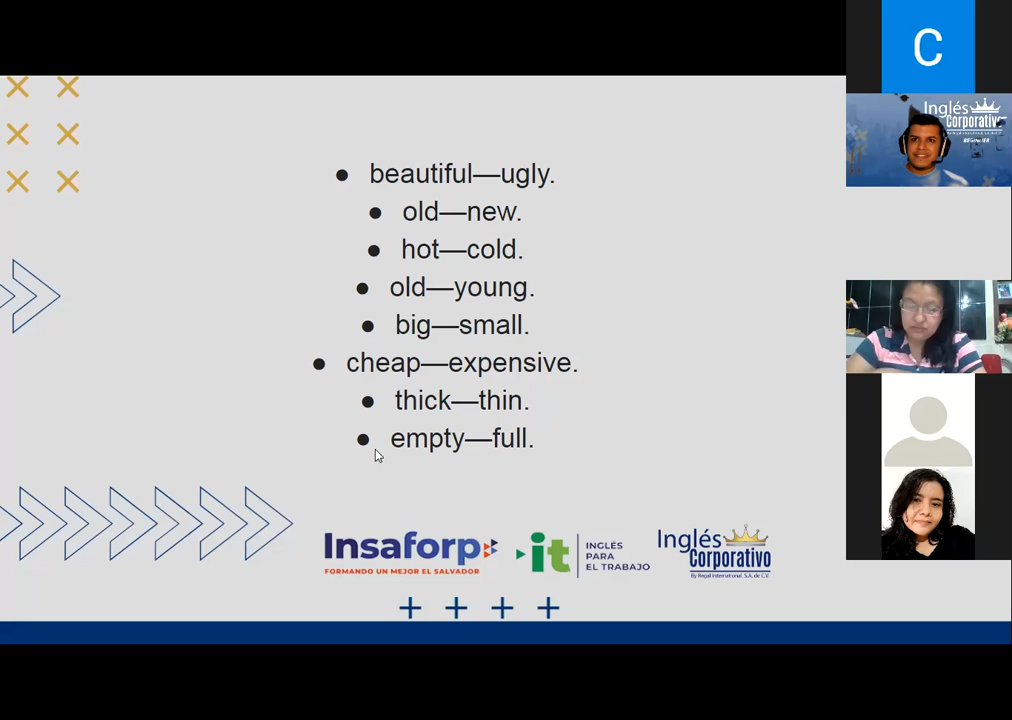 C
Inglés
Corporativo
● beautiful—ugly.
● old—new.
● hot—cold.
● old—young.
● big—small.
● cheap—expensive.
● thick—thin.
● empty—full.
Insaforp
FORMANDO UN MEJOR EL SALVADOR
it
INGLÉS
PARA
EL TRABAJO
Inglés
Corporativo
By Regal International, S.A. de C.V.